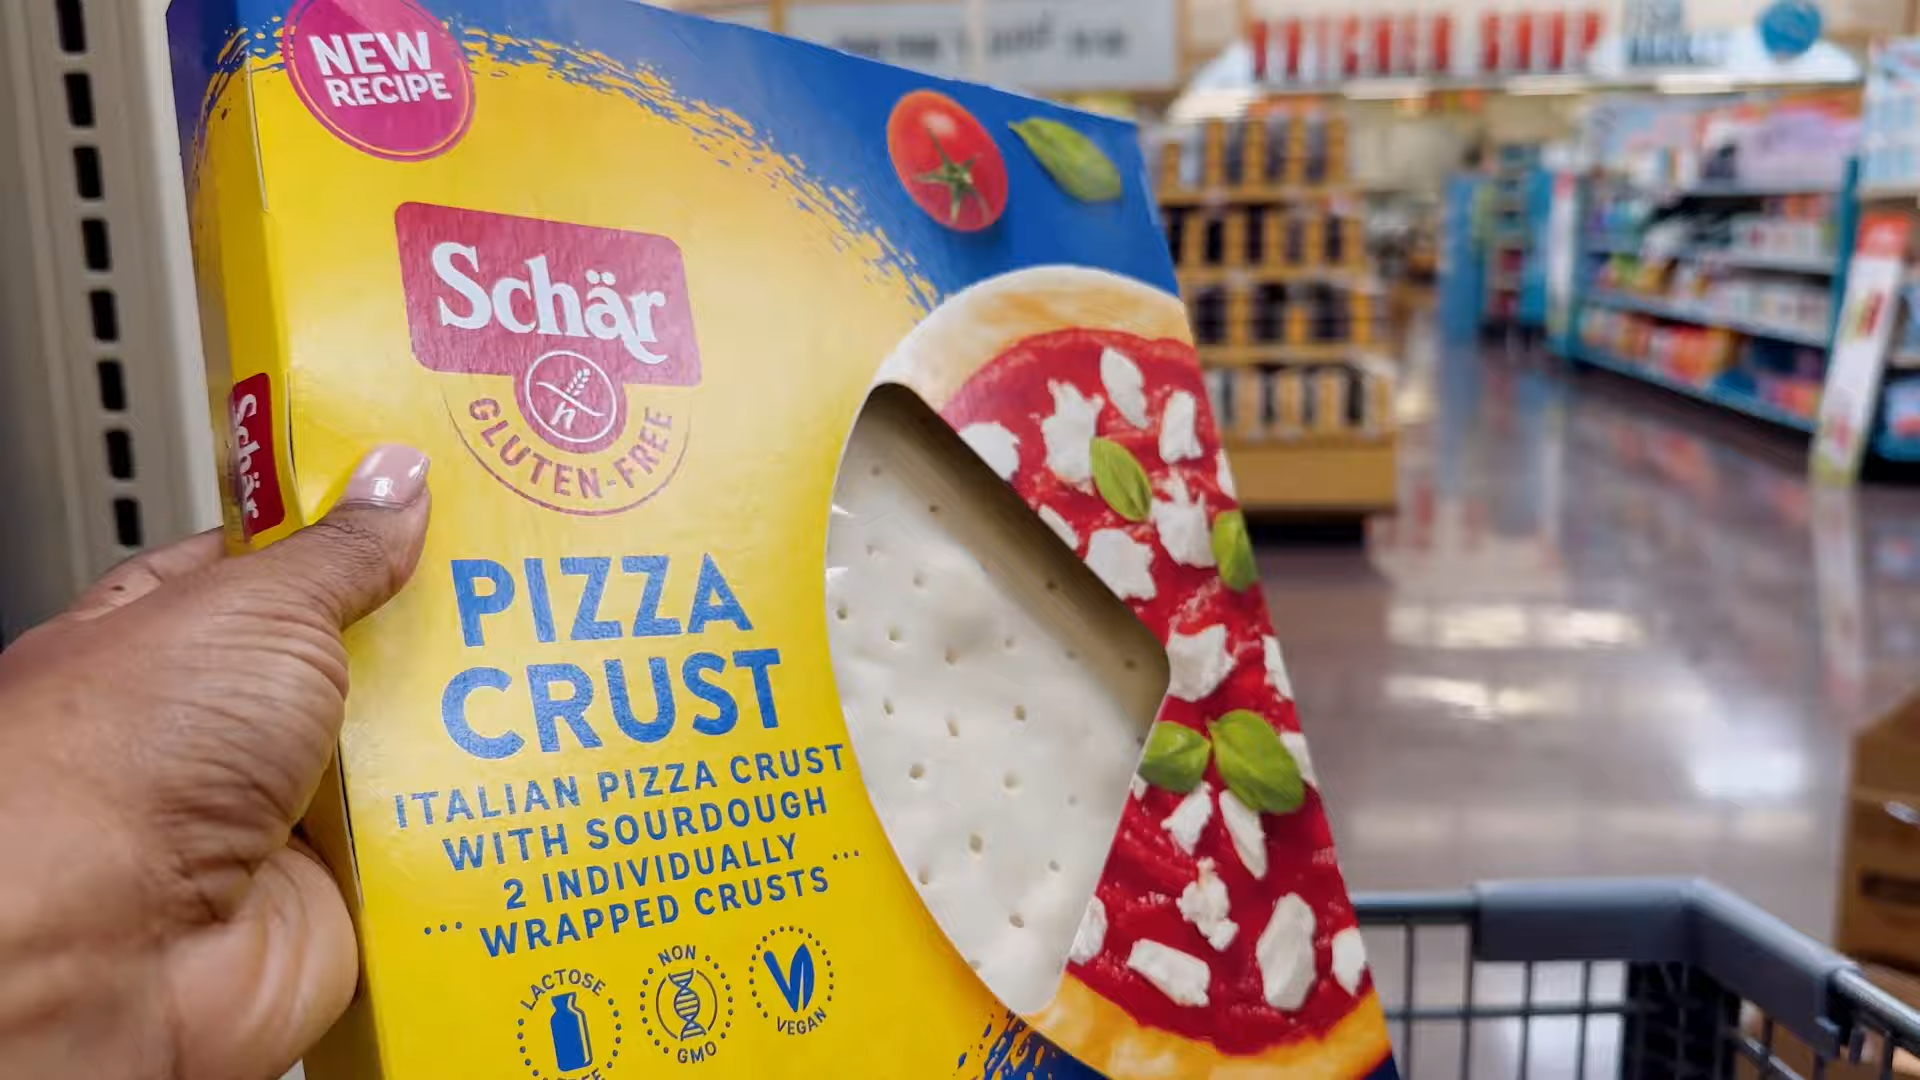 NEW
RECIPE
Schär
GLUTEN-FREE
Schär
PIZZA
CRUST
ITALIAN PIZZA CRUST
WITH SOURDOUGH
2 INDIVIDUALLY
WRAPPED CRUSTS
LACTOSE
NON
GMO
VEGAN